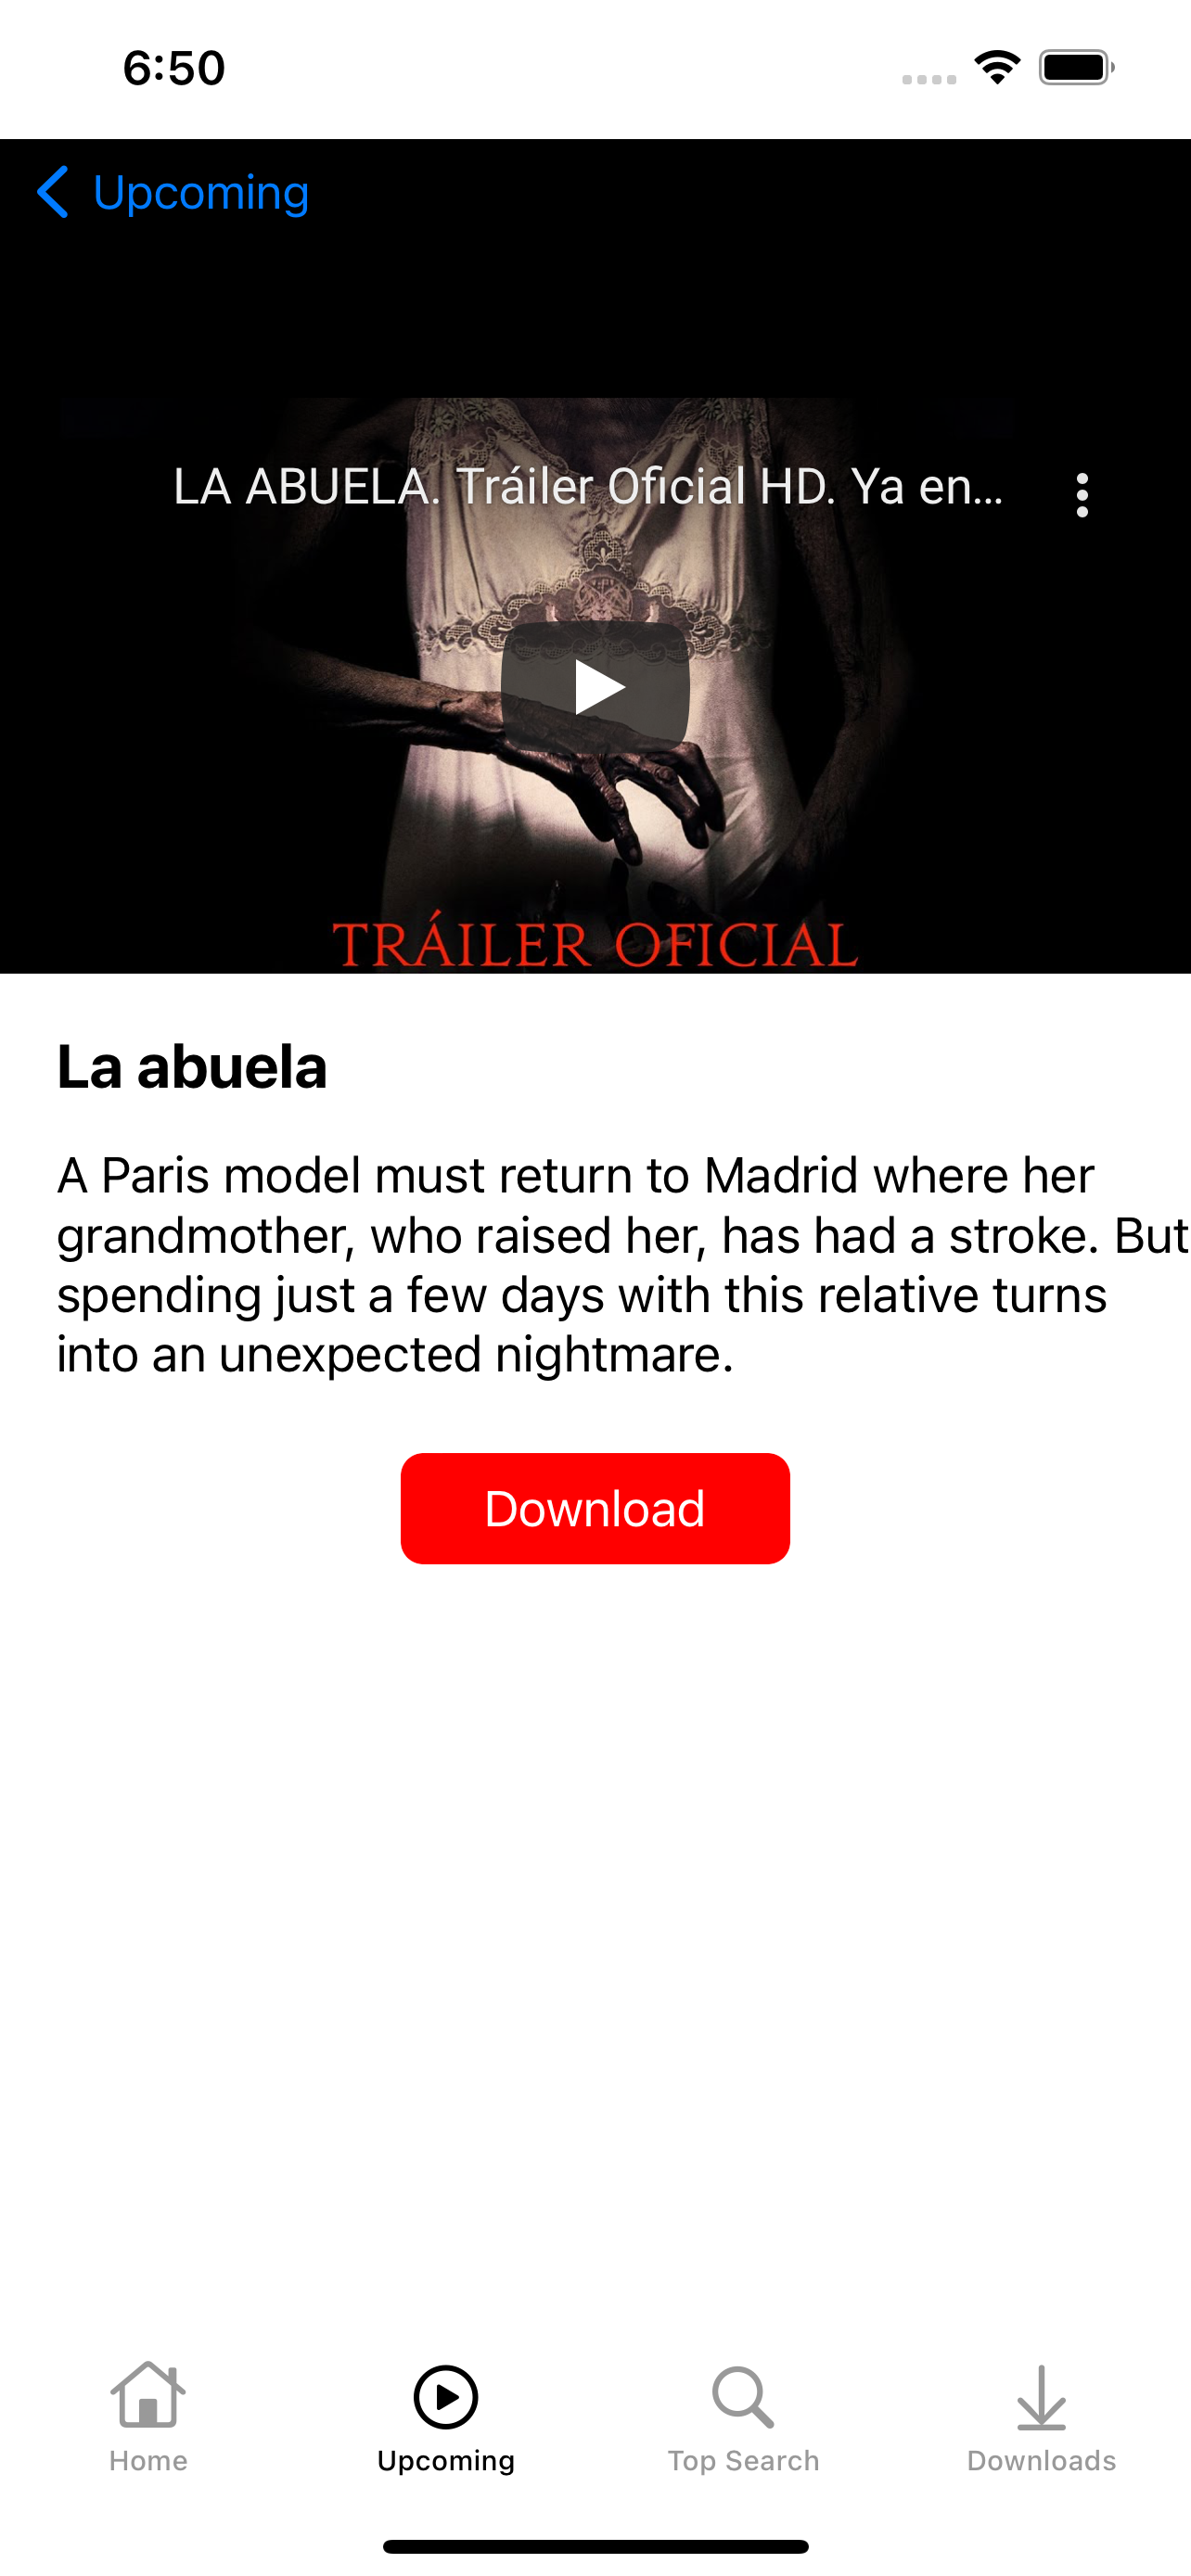 6:50
Upcoming
LA ABUELA. Tráiler Oficial HD. Ya en...
TRÁILER OFICIAL
La abuela
A Paris model must return to Madrid where her
grandmother, who raised her, has had a stroke. But
spending just a few days with this relative turns
into an unexpected nightmare.
Download
Home
Upcoming
Top Search
Downloads